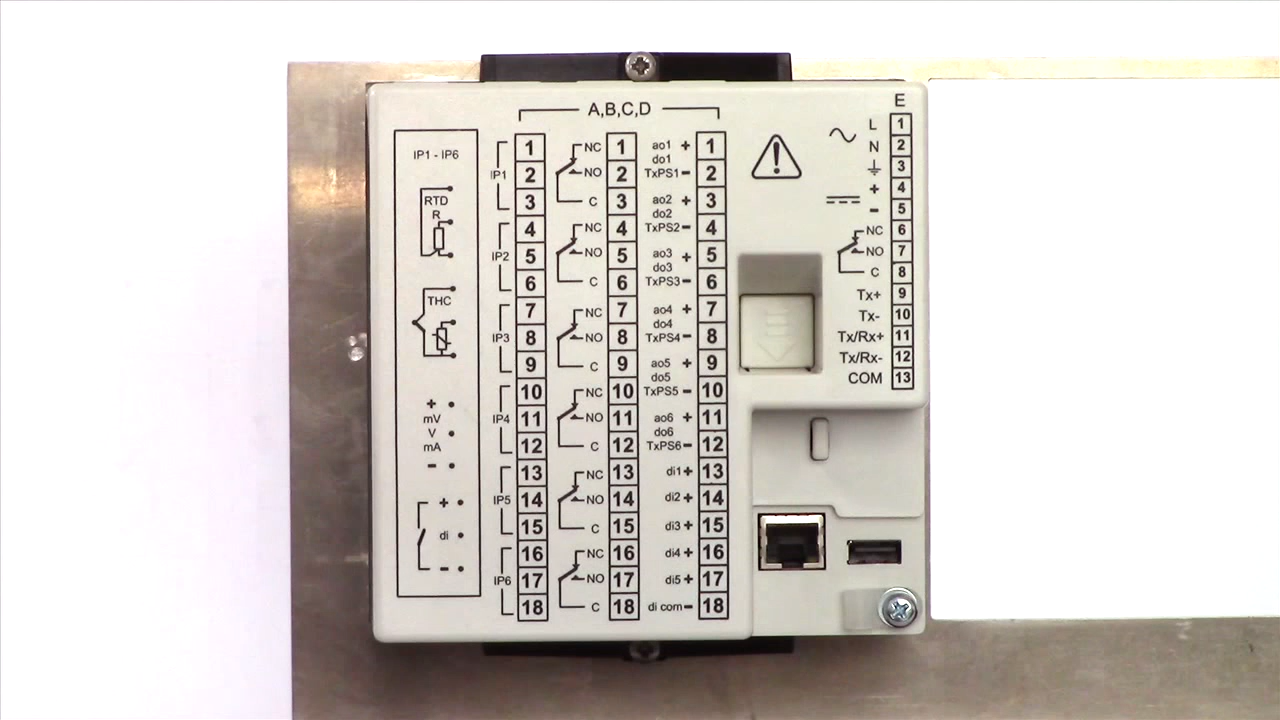 A,B,C,D
IP1 - IP6
RTD
R
THC
+
mV
V
mA
-
+
di
-
IP1
1
2
3
IP2
4
5
6
IP3
7
8
9
IP4
10
11
12
IP5
13
14
15
IP6
16
17
18
NC 1
NO 2
C 3
NC 4
NO 5
C 6
NC 7
NO 8
C 9
NC 10
NO 11
C 12
NC 13
NO 14
C 15
NC 16
NO 17
C 18
ao1 + 1
do1
TxPS1 - 2
ao2 + 3
do2
TxPS2 - 4
ao3 + 5
do3
TxPS3 - 6
ao4 + 7
do4
TxPS4 - 8
ao5 + 9
do5
TxPS5 - 10
ao6 + 11
do6
TxPS6 - 12
di1 + 13
di2 + 14
di3 + 15
di4 + 16
di5 + 17
di com - 18
E
L 1
N 2
3
+ 4
- 5
NC 6
NO 7
C 8
Tx+ 9
Tx- 10
Tx/Rx+ 11
Tx/Rx- 12
COM 13